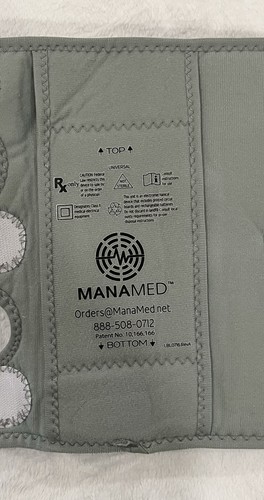 ▲ TOP ▲
UNIVERSAL
Rx only
CAUTION: Federal
Law restricts this
device to sale by
or on the order
of a physician
NOT
STERILE
Consult
instructions
for use
Designates Class II
medical electrical
equipment
MANAMED™
Orders@ManaMed.net
888-508-0712
Patent No. 10,166,166
◆ BOTTOM ◆